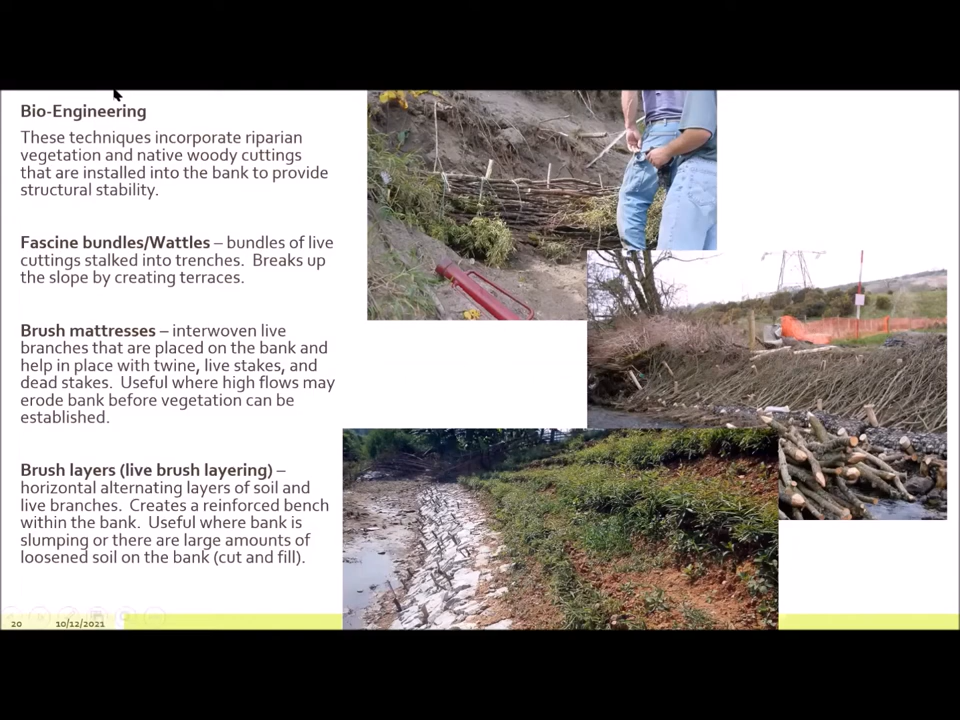 Bio-Engineering
These techniques incorporate riparian
vegetation and native woody cuttings
that are installed into the bank to provide
structural stability.
Fascine bundles/Wattles – bundles of live
cuttings stalked into trenches.  Breaks up
the slope by creating terraces.
Brush mattresses – interwoven live
branches that are placed on the bank and
help in place with twine, live stakes, and
dead stakes.  Useful where high flows may
erode bank before vegetation can be
established.
Brush layers (live brush layering) –
horizontal alternating layers of soil and
live branches.  Creates a reinforced bench
within the bank.  Useful where bank is
slumping or there are large amounts of
loosened soil on the bank (cut and fill).
20 10/12/2021